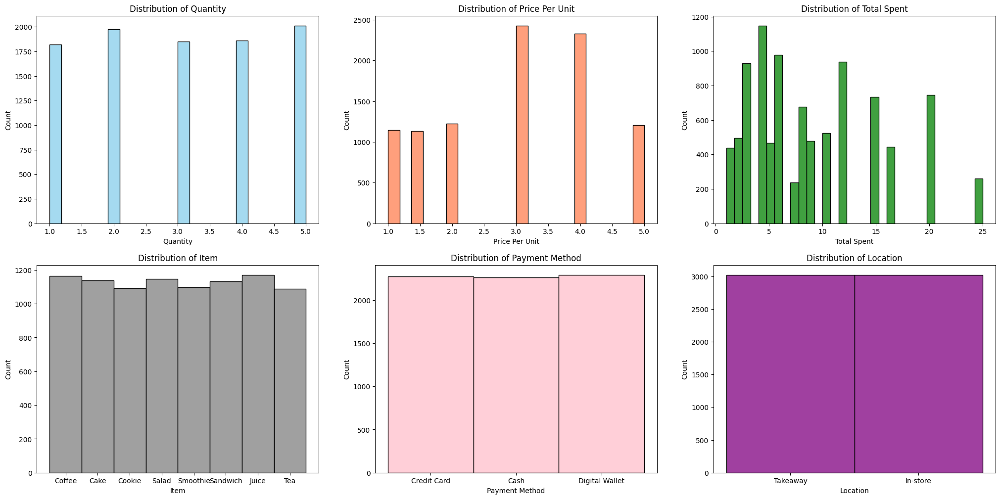 Distribution of Quantity
2000
1750
1500
1250
1000
750
500
250
0
Count
1.0 1.5 2.0 2.5 3.0 3.5 4.0 4.5 5.0
Quantity
Distribution of Price Per Unit
2500
2000
1500
1000
500
0
Count
1.0 1.5 2.0 2.5 3.0 3.5 4.0 4.5 5.0
Price Per Unit
Distribution of Total Spent
1200
1000
800
600
400
200
0
Count
0 5 10 15 20 25
Total Spent
Distribution of Item
1200
1000
800
600
400
200
0
Count
Coffee Cake Cookie Salad Smoothie Sandwich Juice Tea
Item
Distribution of Payment Method
2000
1500
1000
500
0
Count
Credit Card Cash Digital Wallet
Payment Method
Distribution of Location
3000
2500
2000
1500
1000
500
0
Count
Takeaway In-store
Location